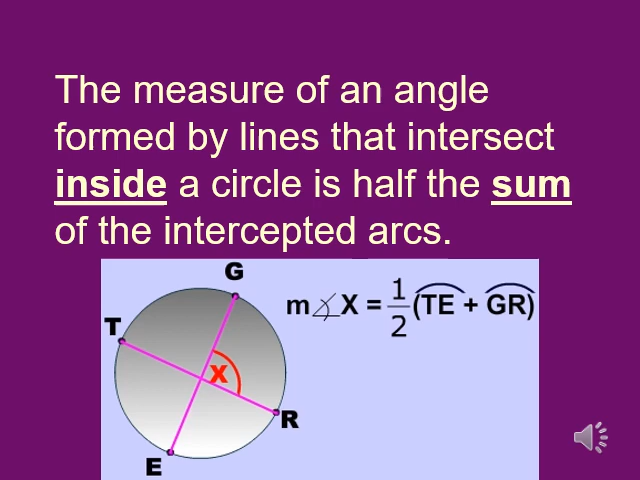 The measure of an angle
formed by lines that intersect
inside a circle is half the sum
of the intercepted arcs.
G
m∡X = 1/2 (TE + GR)
T
X
R
E